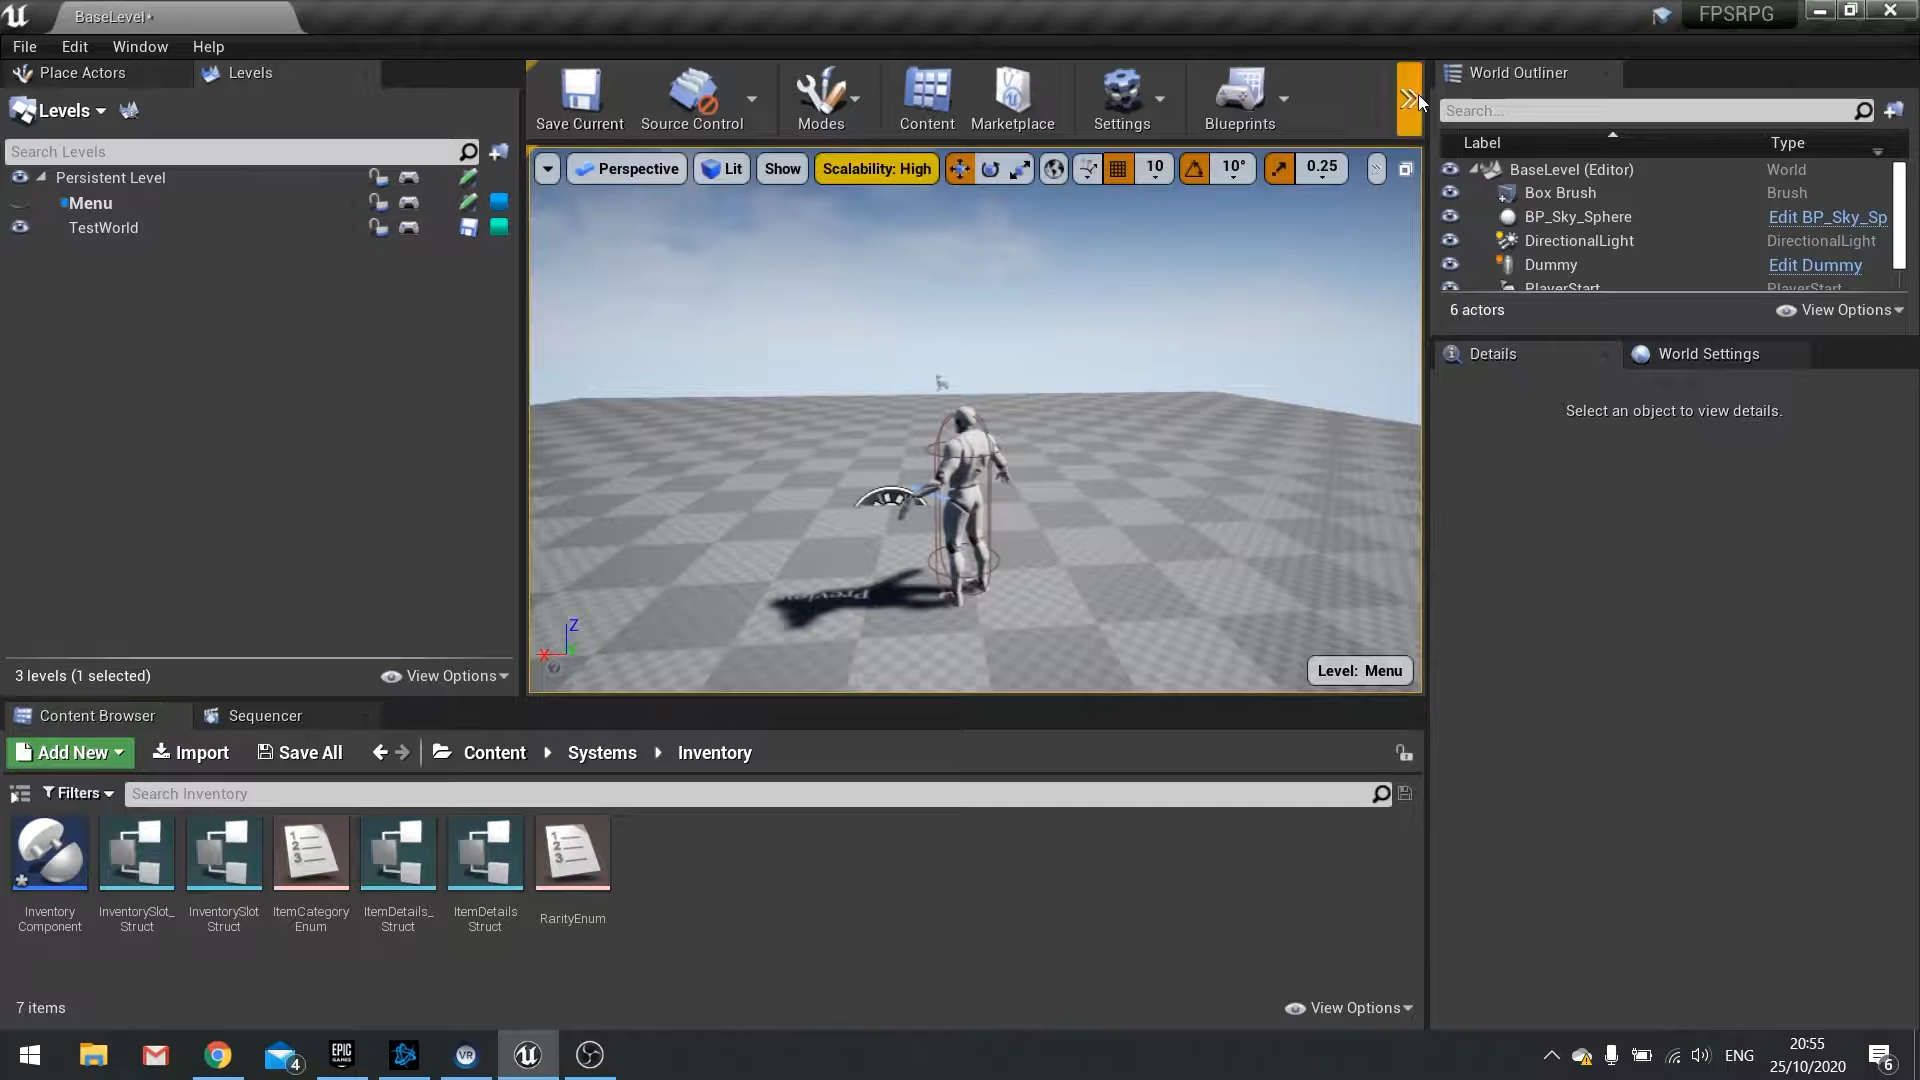 BaseLevel•
FPSRPG
File Edit Window Help
Place Actors
Levels
Levels
Search Levels
Persistent Level
Menu
TestWorld
3 levels (1 selected)
View Options
Save Current
Source Control
Modes
Content
Marketplace
Settings
Blueprints
Perspective
Lit
Show
Scalability: High
10
10°
0.25
Preview
Z
X
Level: Menu
World Outliner
Search...
Label Type
BaseLevel (Editor) World
Box Brush Brush
BP_Sky_Sphere Edit BP_Sky_Sp
DirectionalLight DirectionalLight
Dummy Edit Dummy
PlayerStart PlayerStart
6 actors
View Options
Details
World Settings
Select an object to view details.
Content Browser
Sequencer
Add New
Import
Save All
Content
Systems
Inventory
Filters
Search Inventory
Inventory
Component
InventorySlot_
Struct
InventorySlot
Struct
ItemCategory
Enum
ItemDetails_
Struct
ItemDetails
Struct
RarityEnum
7 items
View Options
4
EPIC
GAMES
VR
ENG
20:55
25/10/2020
6